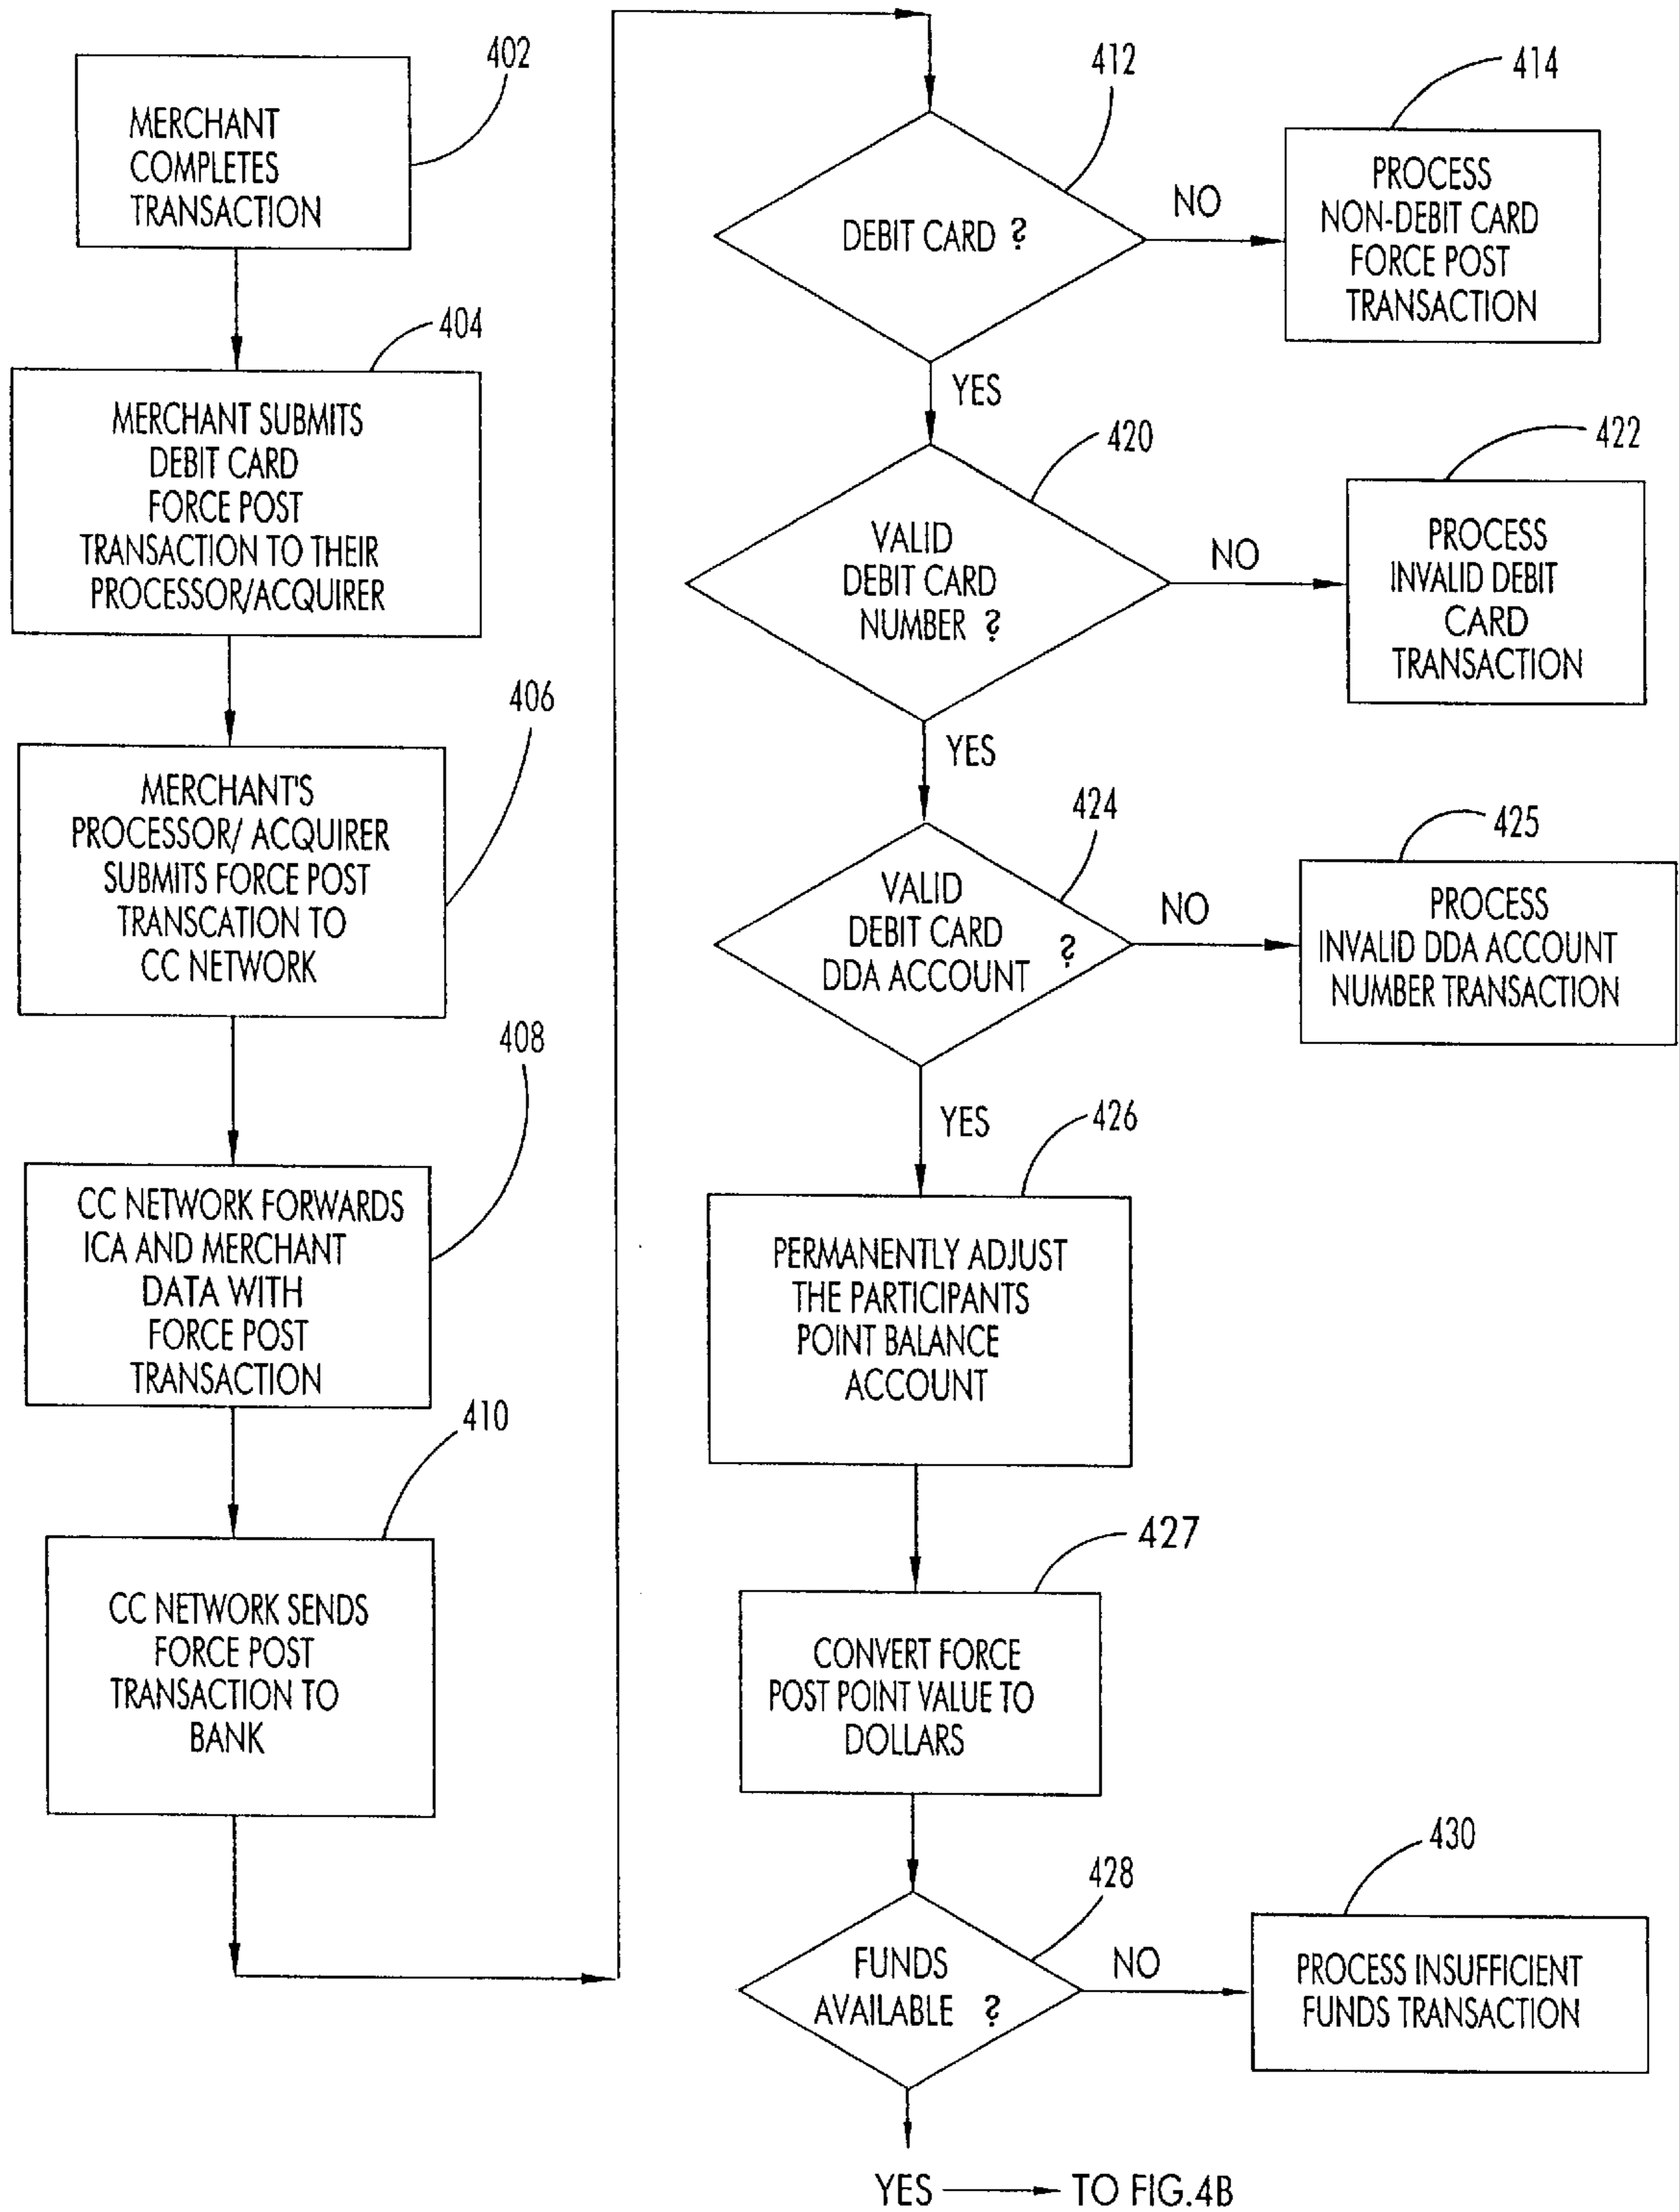 402
MERCHANT
COMPLETES
TRANSACTION
404
MERCHANT SUBMITS
DEBIT CARD
FORCE POST
TRANSACTION TO THEIR
PROCESSOR/ACQUIRER
406
MERCHANT'S
PROCESSOR/ ACQUIRER
SUBMITS FORCE POST
TRANSCATION TO
CC NETWORK
408
CC NETWORK FORWARDS
ICA AND MERCHANT
DATA WITH
FORCE POST
TRANSACTION
410
CC NETWORK SENDS
FORCE POST
TRANSACTION TO
BANK
412
DEBIT CARD ?
NO
414
PROCESS
NON-DEBIT CARD
FORCE POST
TRANSACTION
YES
420
VALID
DEBIT CARD
NUMBER ?
NO
422
PROCESS
INVALID DEBIT
CARD
TRANSACTION
YES
424
VALID
DEBIT CARD
DDA ACCOUNT ?
NO
425
PROCESS
INVALID DDA ACCOUNT
NUMBER TRANSACTION
YES
426
PERMANENTLY ADJUST
THE PARTICIPANTS
POINT BALANCE
ACCOUNT
427
CONVERT FORCE
POST POINT VALUE TO
DOLLARS
428
FUNDS
AVAILABLE ?
NO
430
PROCESS INSUFFICIENT
FUNDS TRANSACTION
YES TO FIG.4B